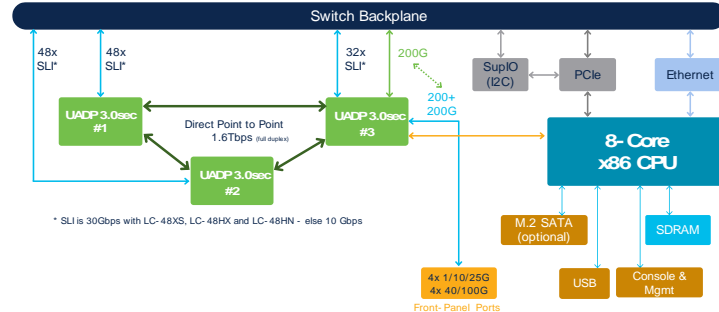 Switch Backplane
48x
SLI*
48x
SLI*
32x
SLI*
200G
SupIO
(I2C)
PCIe
Ethernet
200+
200G
UADP 3.0sec
#1
UADP 3.0sec
#3
Direct Point to Point
1.6Tbps (full duplex)
8- Core
x86 CPU
UADP 3.0sec
#2
* SLI is 30Gbps with LC- 48XS, LC- 48HX and LC- 48HN - else 10 Gbps
M.2 SATA
(optional)
SDRAM
4x 1/10/25G
4x 40/100G
USB
Console &
Mgmt
Front- Panel Ports